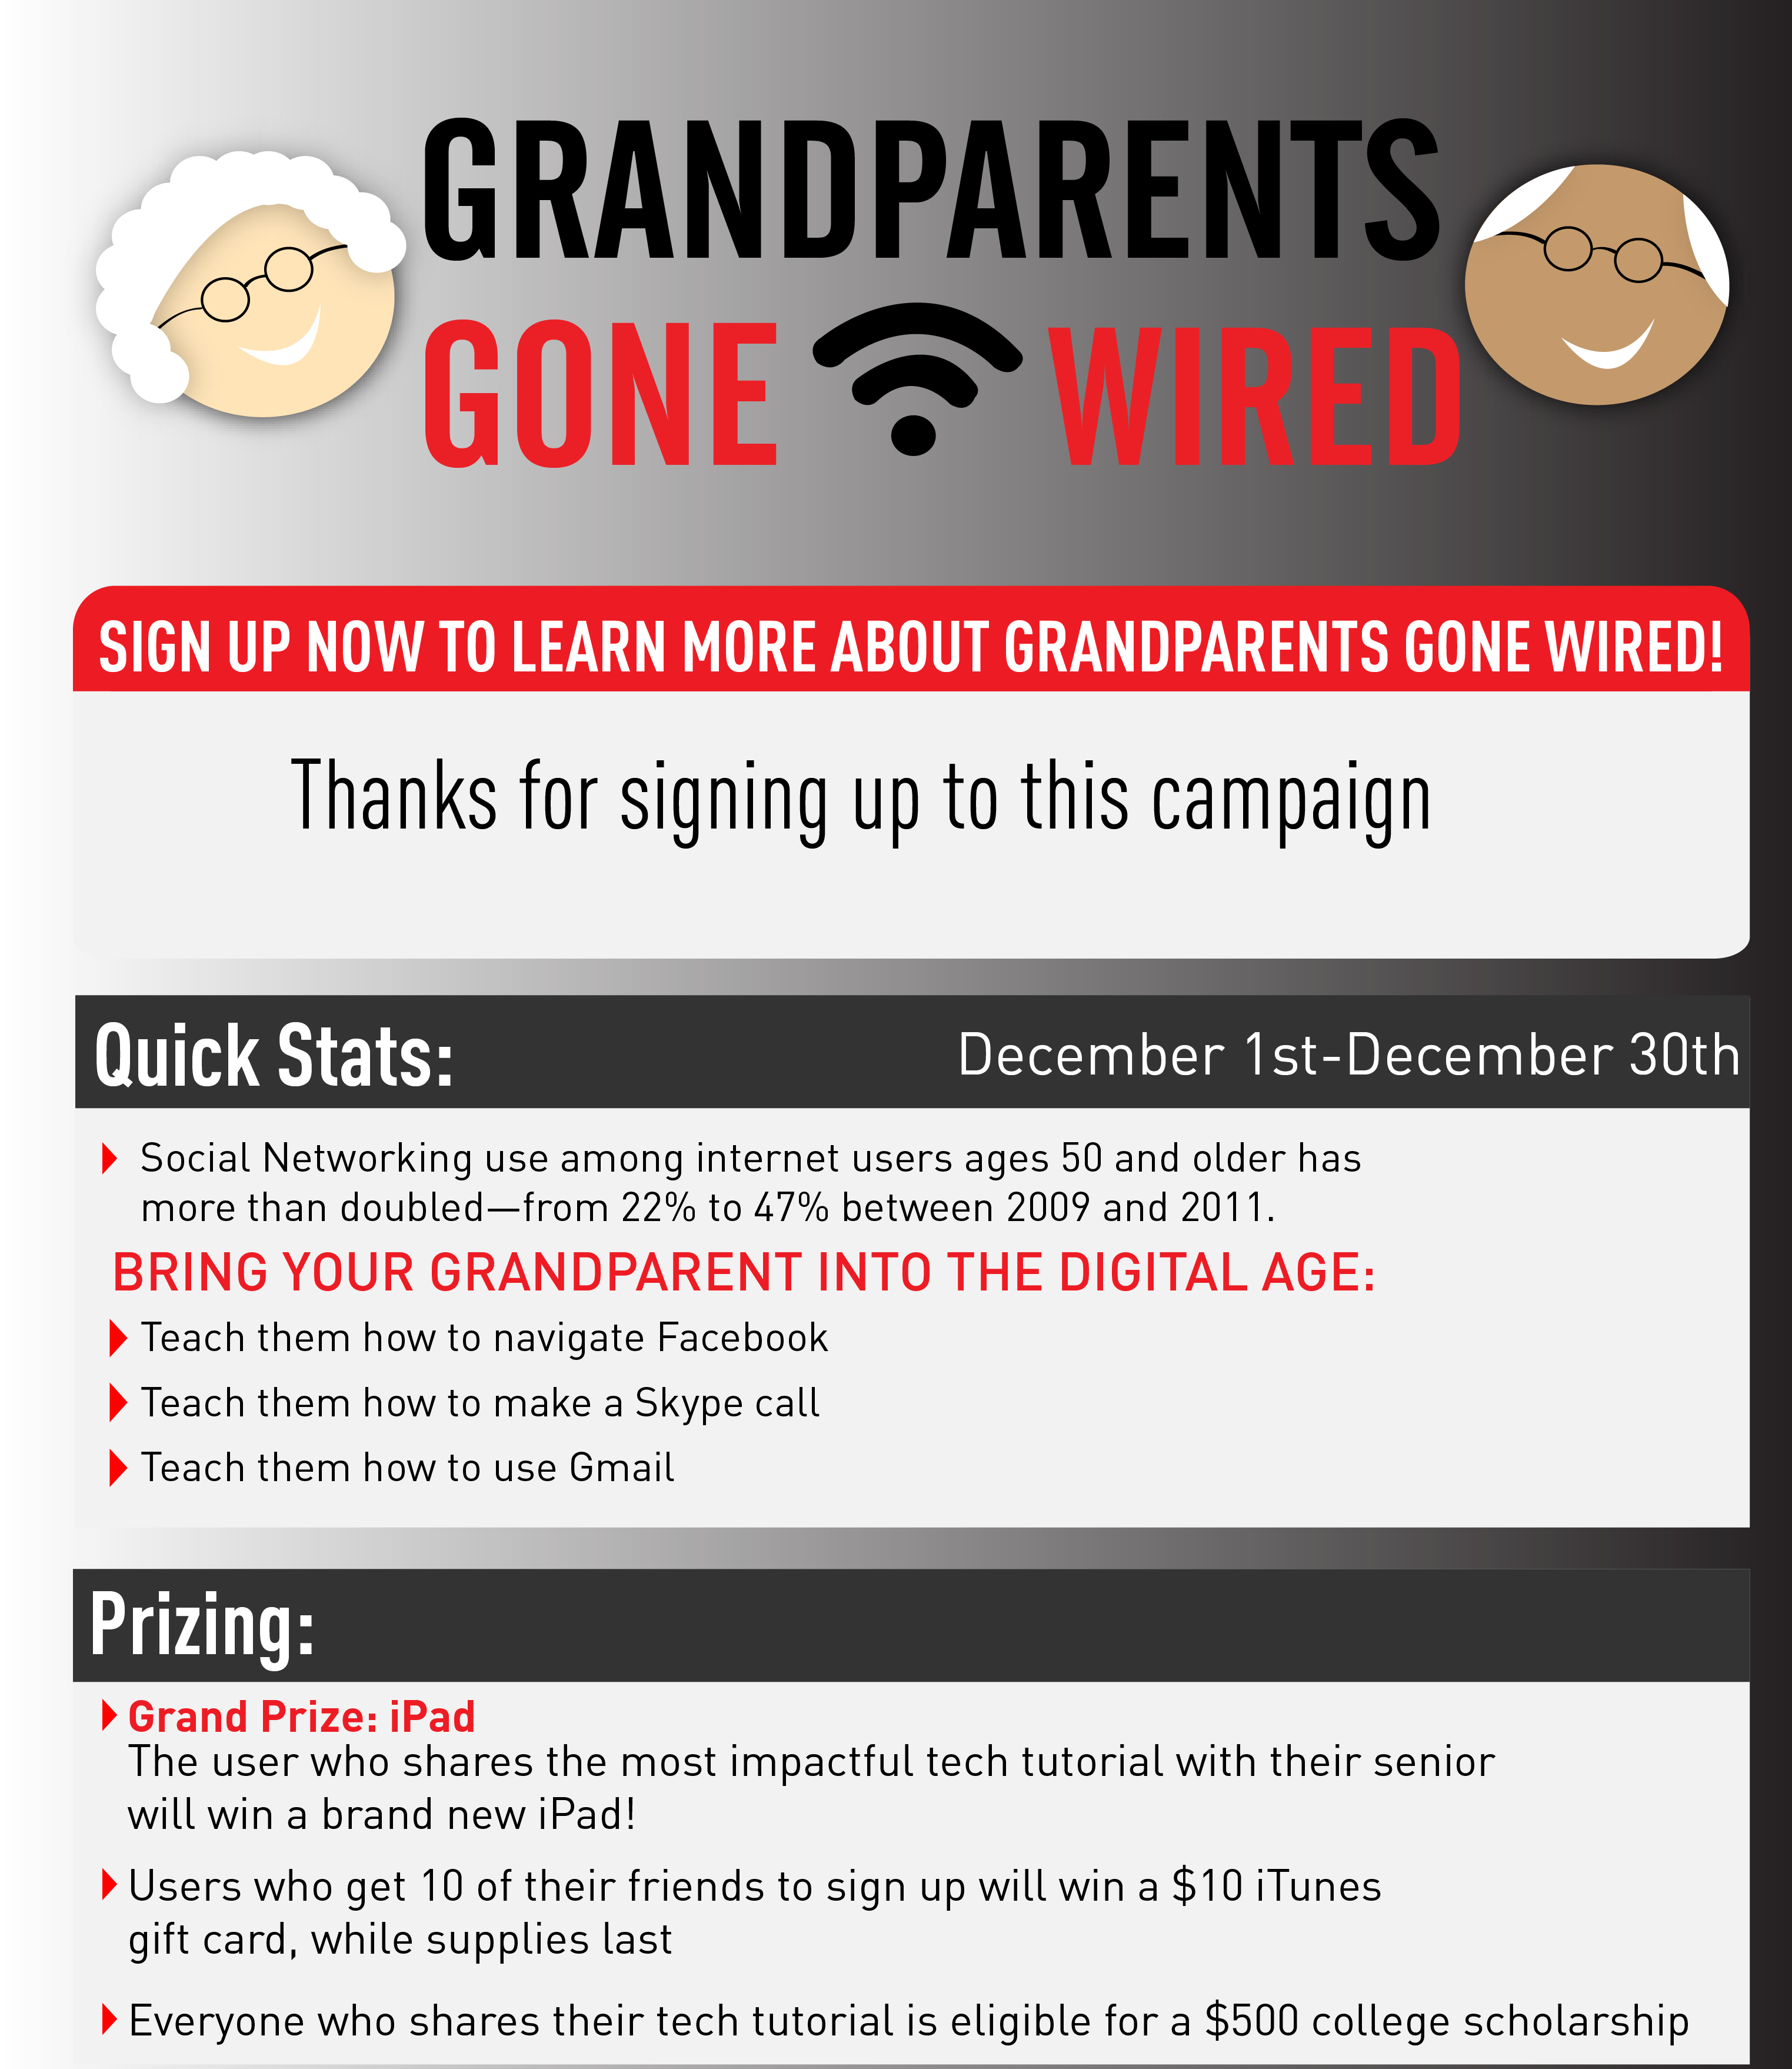 GRANDPARENTS
GONE WIRED
SIGN UP NOW TO LEARN MORE ABOUT GRANDPARENTS GONE WIRED!
Thanks for signing up to this campaign
Quick Stats: December 1st-December 30th
Social Networking use among internet users ages 50 and older has
more than doubled—from 22% to 47% between 2009 and 2011.
BRING YOUR GRANDPARENT INTO THE DIGITAL AGE:
Teach them how to navigate Facebook
Teach them how to make a Skype call
Teach them how to use Gmail
Prizing:
Grand Prize: iPad
The user who shares the most impactful tech tutorial with their senior
will win a brand new iPad!
Users who get 10 of their friends to sign up will win a $10 iTunes
gift card, while supplies last
Everyone who shares their tech tutorial is eligible for a $500 college scholarship